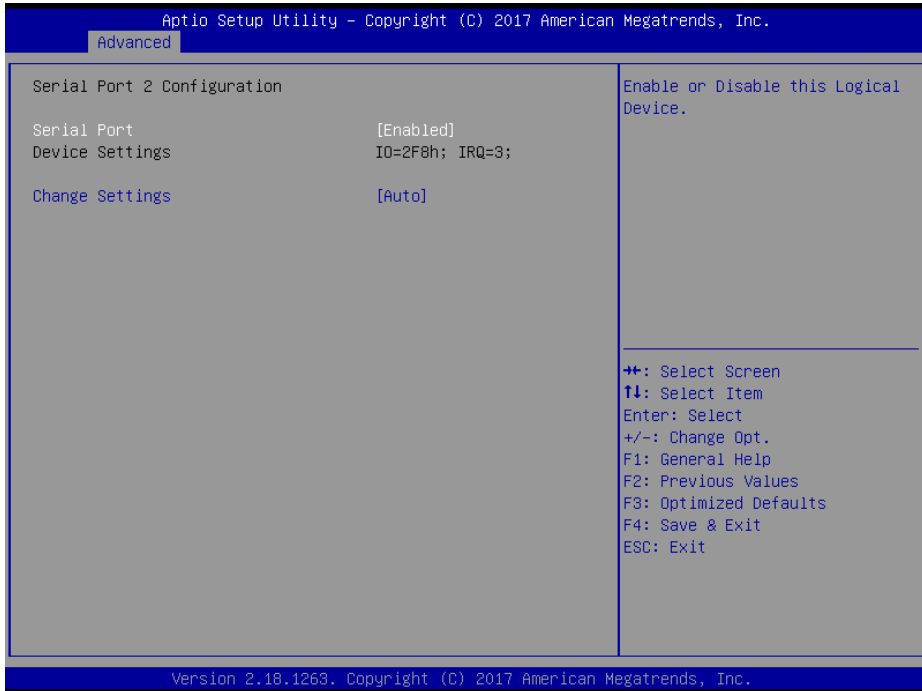 Aptio Setup Utility – Copyright (C) 2017 American Megatrends, Inc.
Advanced
Serial Port 2 Configuration
Serial Port [Enabled]
Device Settings IO=2F8h; IRQ=3;
Change Settings [Auto]
Enable or Disable this Logical
Device.
→←: Select Screen
↑↓: Select Item
Enter: Select
+/-: Change Opt.
F1: General Help
F2: Previous Values
F3: Optimized Defaults
F4: Save & Exit
ESC: Exit
Version 2.18.1263. Copyright (C) 2017 American Megatrends, Inc.